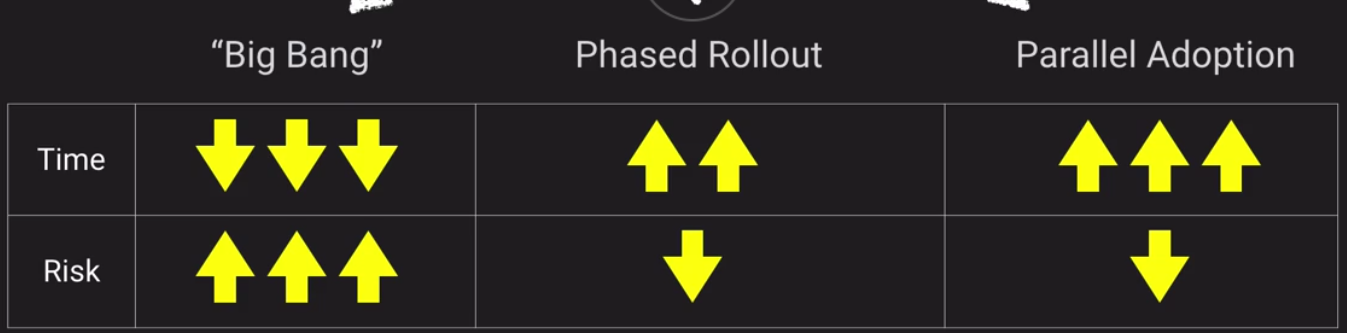 “Big Bang” Phased Rollout Parallel Adoption
Time
Risk